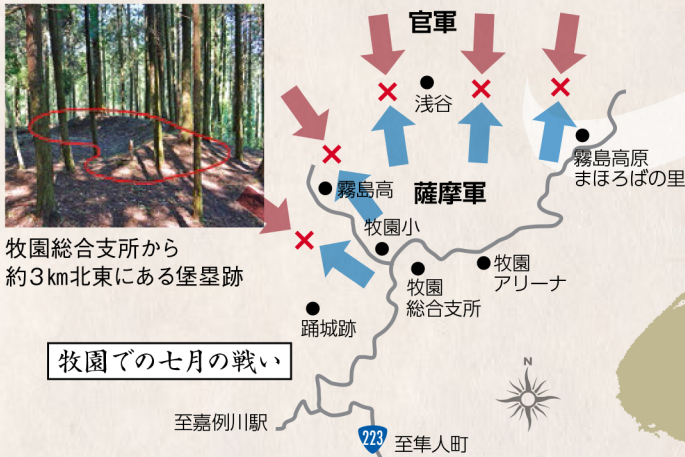 官軍
浅谷
霧島高原
まほろばの里
霧島高
薩摩軍
牧園小
牧園
アリーナ
牧園
総合支所
踊城跡
牧園総合支所から
約3㎞北東にある堡塁跡
牧園での七月の戦い
N
至嘉例川駅
223
至隼人町